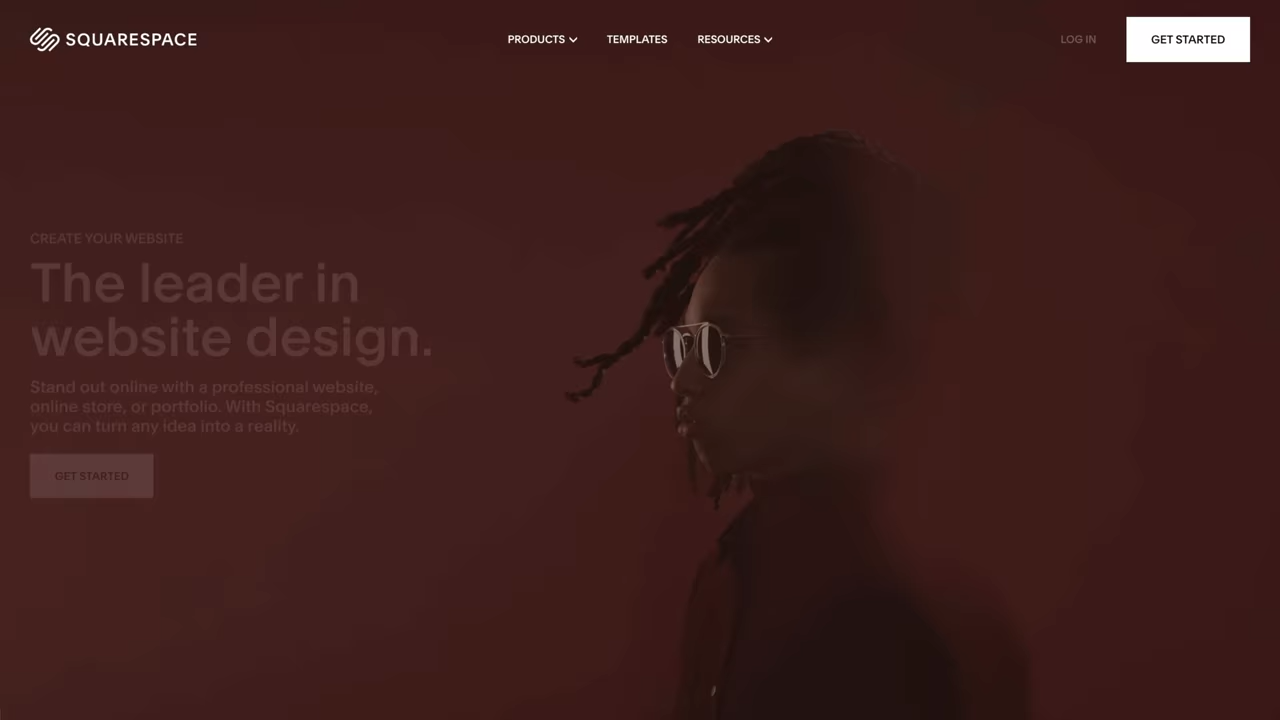 SQUARESPACE
PRODUCTS
TEMPLATES
RESOURCES
LOG IN
GET STARTED
CREATE YOUR WEBSITE
The leader in
website design.
Stand out online with a professional website,
online store, or portfolio. With Squarespace,
you can turn any idea into a reality.
GET STARTED